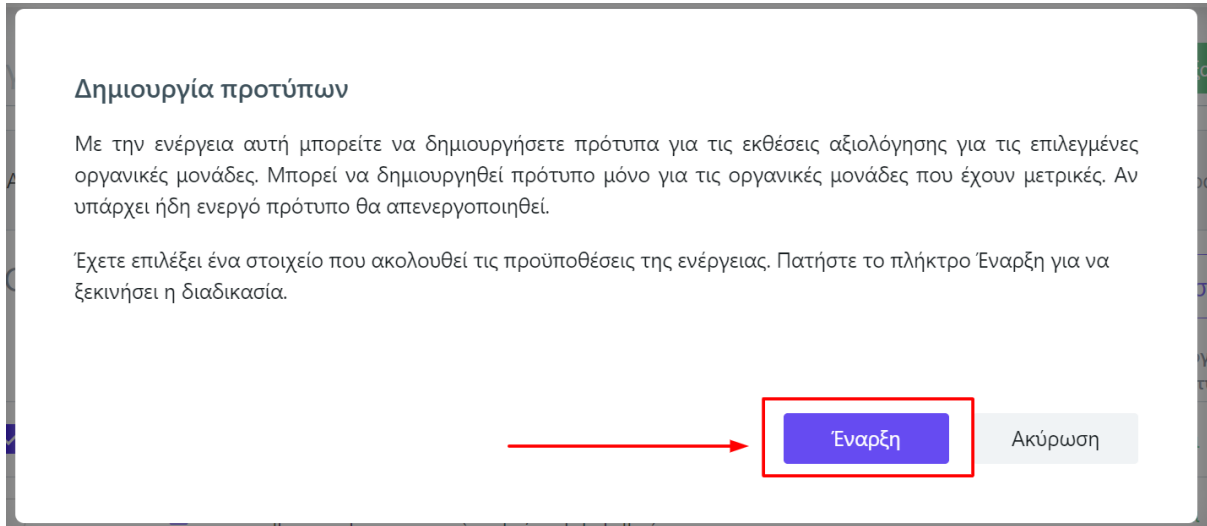 Δημιουργία προτύπων
Με την ενέργεια αυτή μπορείτε να δημιουργήσετε πρότυπα για τις εκθέσεις αξιολόγησης για τις επιλεγμένες
οργανικές μονάδες. Μπορεί να δημιουργηθεί πρότυπο μόνο για τις οργανικές μονάδες που έχουν μετρικές. Αν
υπάρχει ήδη ενεργό πρότυπο θα απενεργοποιηθεί.
Έχετε επιλέξει ένα στοιχείο που ακολουθεί τις προϋποθέσεις της ενέργειας. Πατήστε το πλήκτρο Έναρξη για να
ξεκινήσει η διαδικασία.
Έναρξη Ακύρωση